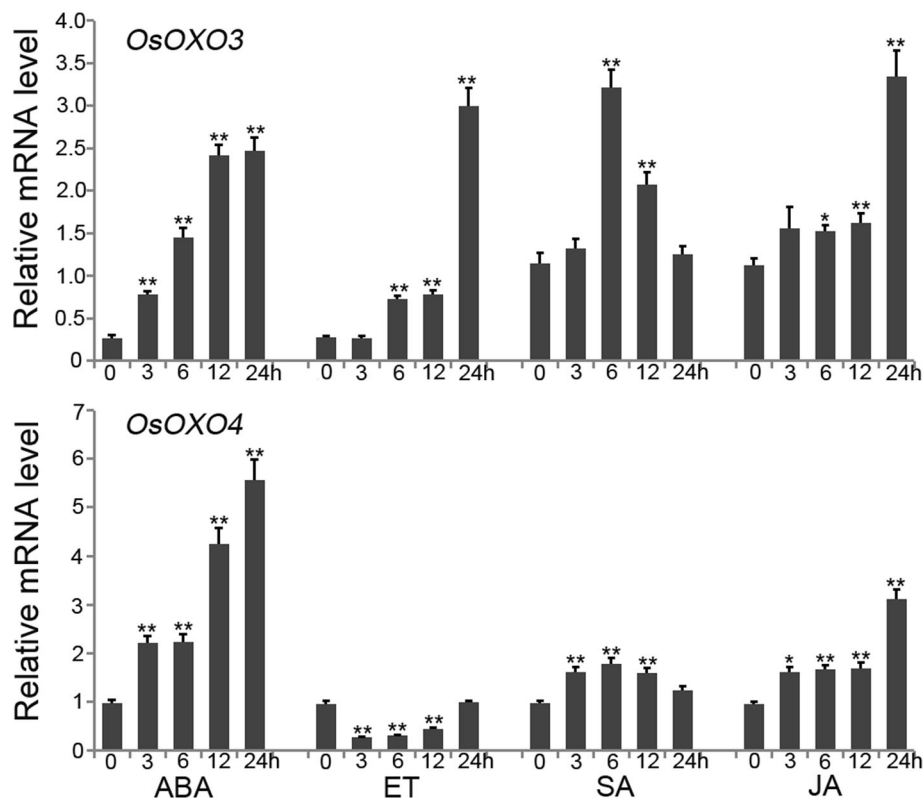 OsOXO3
Relative mRNA level
4.0
3.5
3.0
2.5
2.0
1.5
1.0
0.5
0
** ** ** **
** ** **
** **
* ** **
0 3 6 12 24h 0 3 6 12 24h 0 3 6 12 24h 0 3 6 12 24h
OsOXO4
Relative mRNA level
7
6
5
4
3
2
1
0
** ** ** **
** ** **
** ** **
* ** ** **
0 3 6 12 24h 0 3 6 12 24h 0 3 6 12 24h 0 3 6 12 24h
ABA ET SA JA